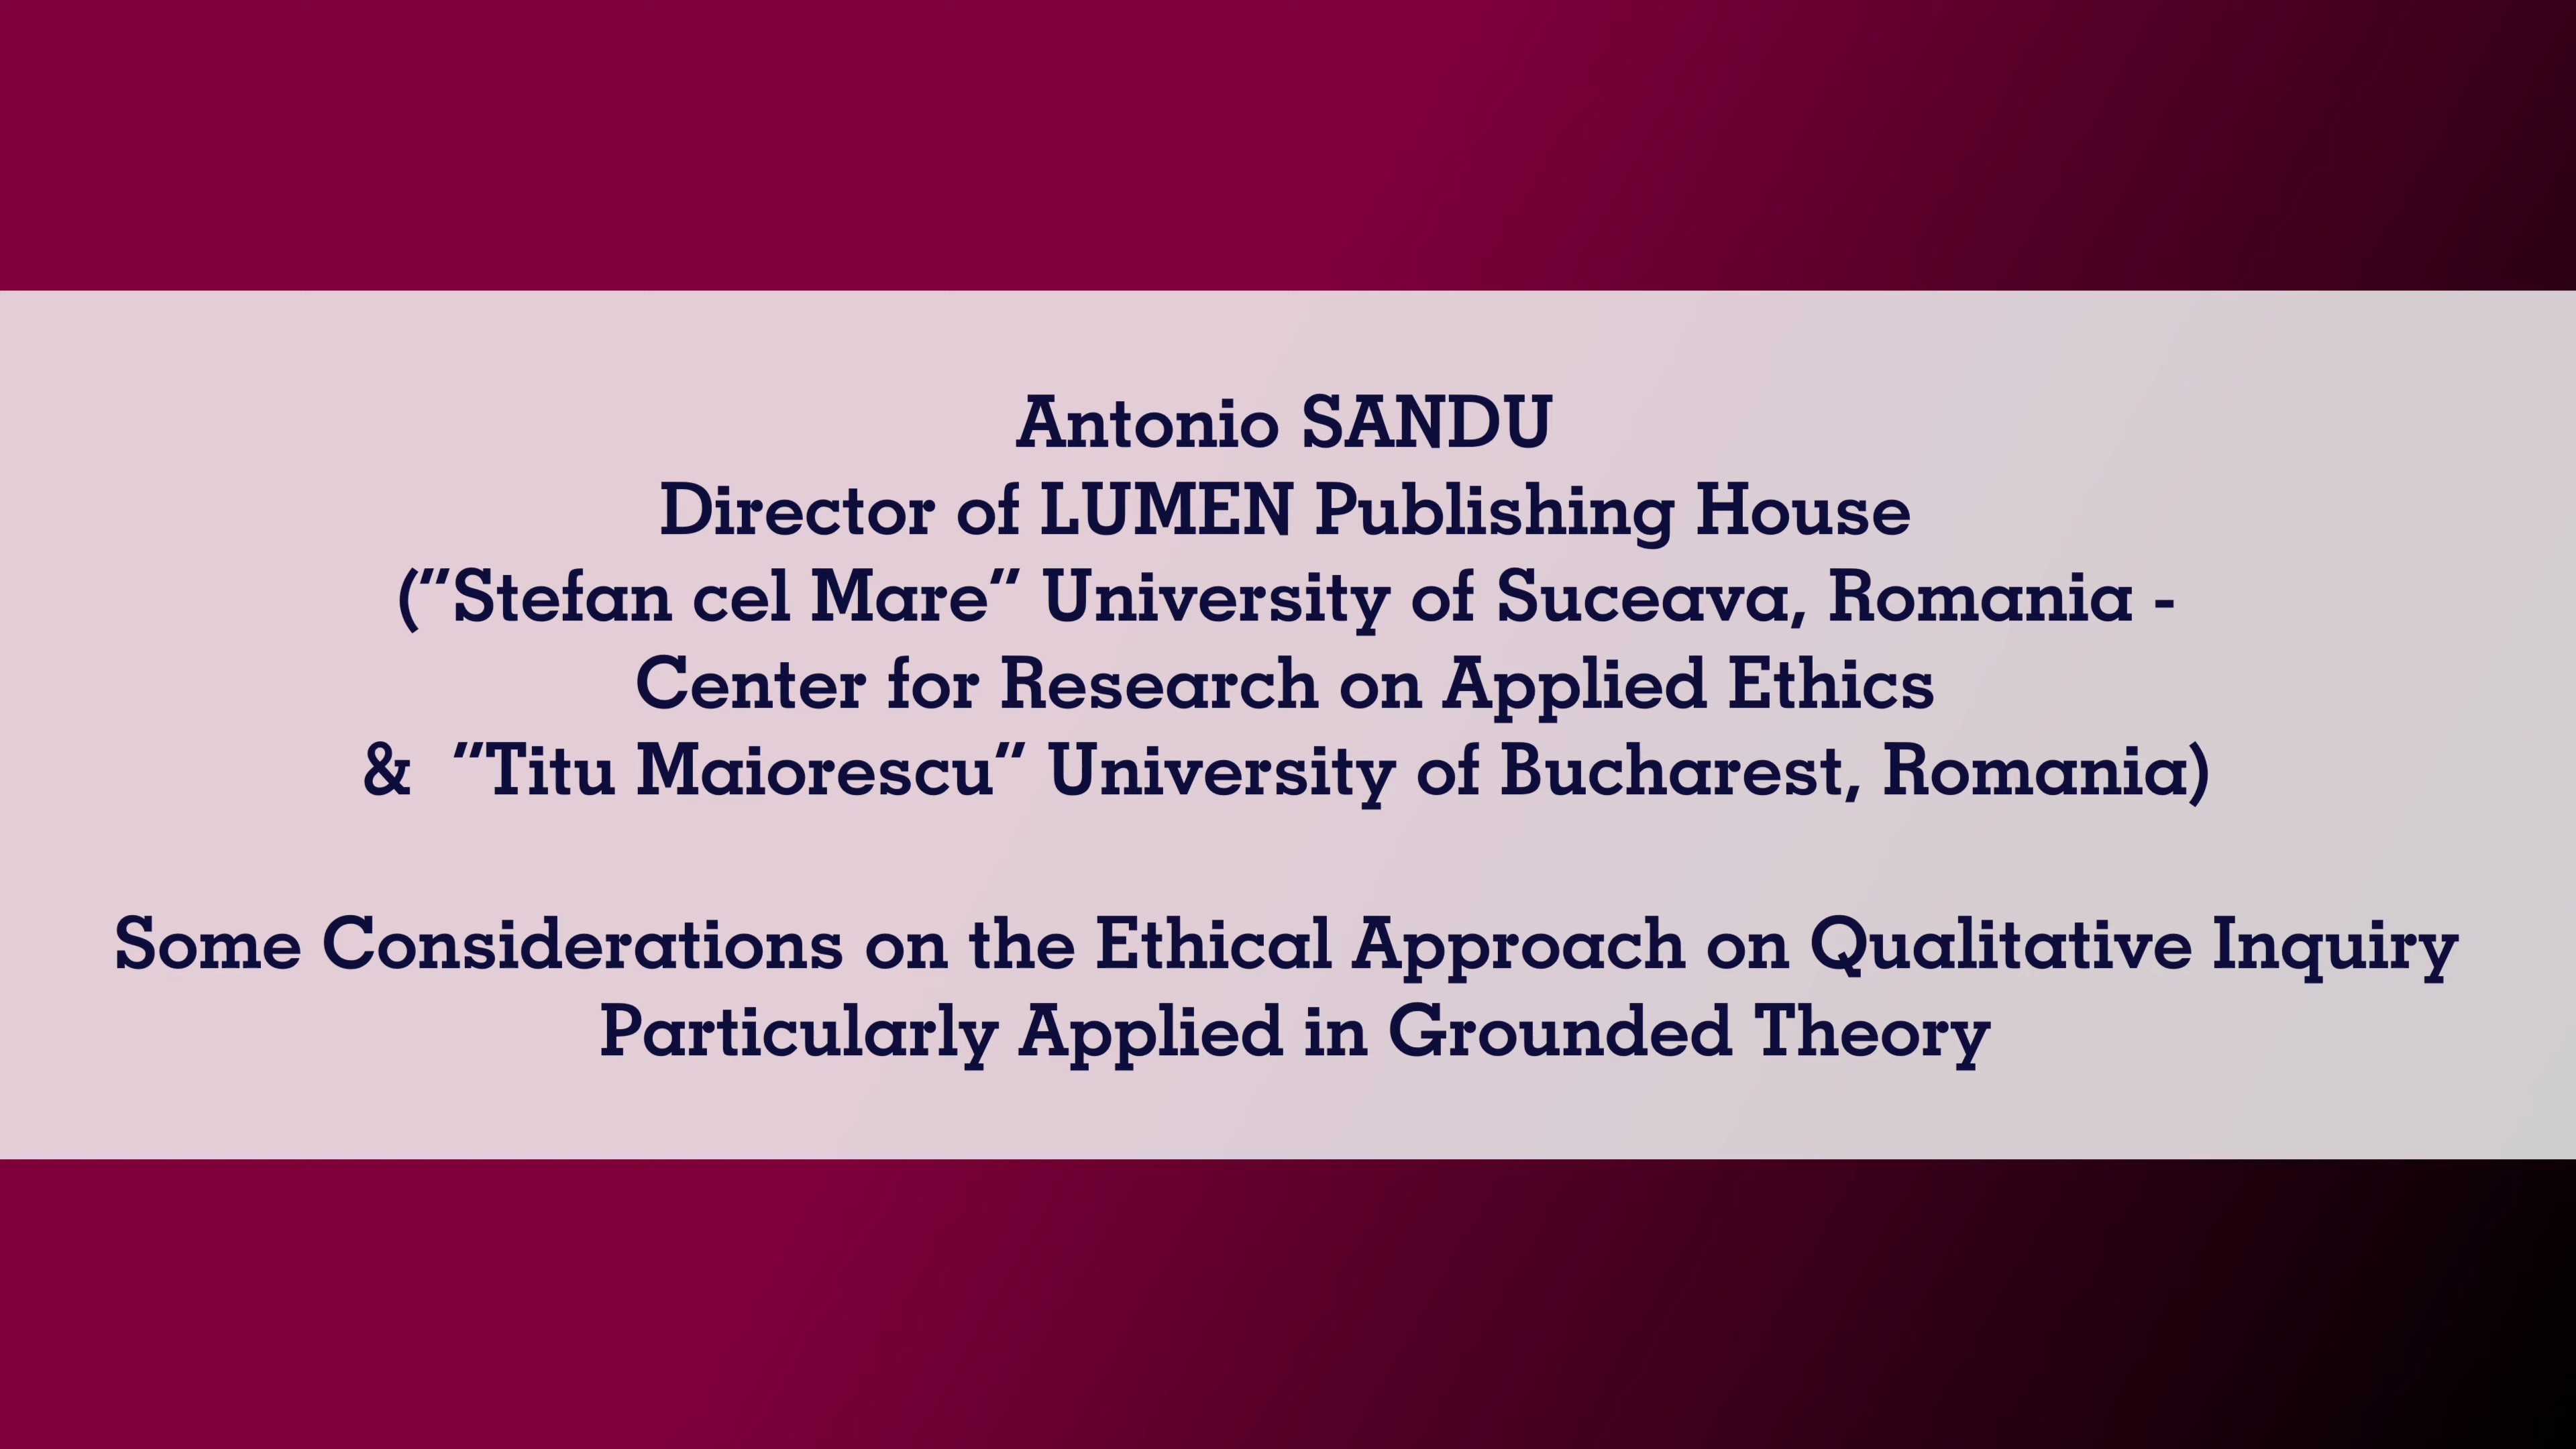 Antonio SANDU
Director of LUMEN Publishing House
(”Stefan cel Mare” University of Suceava, Romania -
Center for Research on Applied Ethics
& ”Titu Maiorescu” University of Bucharest, Romania)
Some Considerations on the Ethical Approach on Qualitative Inquiry
Particularly Applied in Grounded Theory